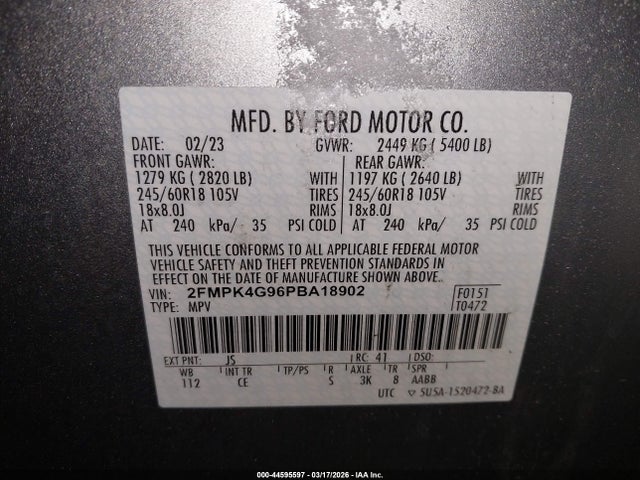 MFD. BY FORD MOTOR CO.
DATE: 02/23 GVWR: 2449 KG ( 5400 LB)
FRONT GAWR: REAR GAWR:
1279 KG ( 2820 LB) WITH 1197 KG ( 2640 LB) WITH
245/60R18 105V TIRES 245/60R18 105V TIRES
18x8.0J RIMS 18x8.0J RIMS
AT 240 kPa/ 35 PSI COLD AT 240 kPa/ 35 PSI COLD
THIS VEHICLE CONFORMS TO ALL APPLICABLE FEDERAL MOTOR
VEHICLE SAFETY AND THEFT PREVENTION STANDARDS IN
EFFECT ON THE DATE OF MANUFACTURE SHOWN ABOVE.
VIN: 2FMPK4G96PBA18902 F0151
TYPE: MPV T0472
EXT PNT: JS RC: 41 DSO:
WB INT TR TP/PS R AXLE TR SPR
112 CE S 3K 8 AABB
UTC ▽ 5USA-1520472-BA
000-44595597 - 03/17/2026 - IAA Inc.